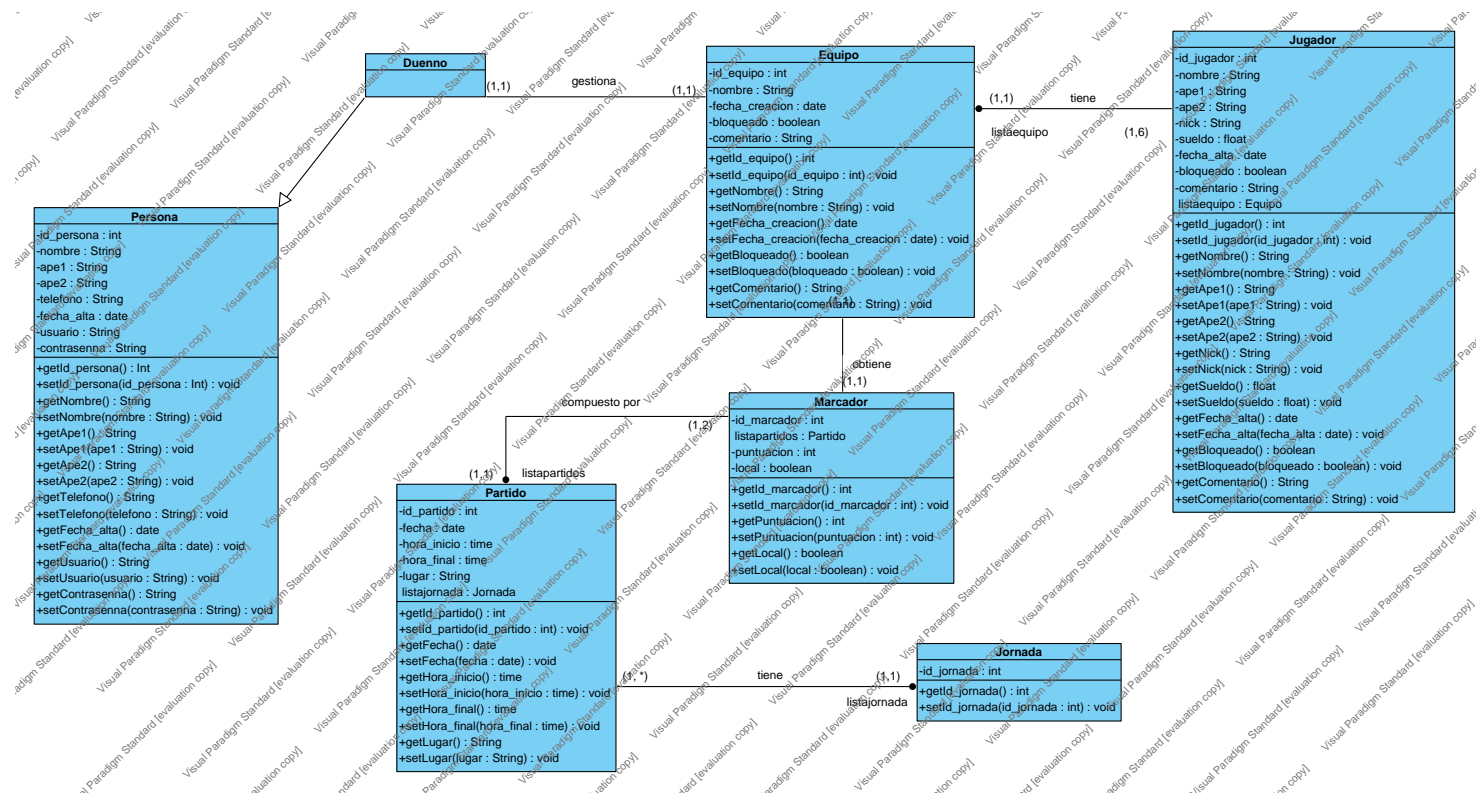 Duenno
(1,1)
gestiona
(1,1)
Equipo
-id_equipo : int
-nombre : String
-fecha_creacion : date
-bloqueado : boolean
-comentario : String
+getId_equipo() : int
+setId_equipo(id_equipo : int) : void
+getNombre() : String
+setNombre(nombre : String) : void
+getFecha_creacion() : date
+setFecha_creacion(fecha_creacion : date) : void
+getBloqueado() : boolean
+setBloqueado(bloqueado : boolean) : void
+getComentario() : String
+setComentario(comentario : String) : void
(1,1)
tiene
listaequipo
(1,6)
Jugador
-id_jugador : int
-nombre : String
-ape1 : String
-ape2 : String
-nick : String
-sueldo : float
-fecha_alta : date
-bloqueado : boolean
-comentario : String
listaequipo : Equipo
+getId_jugador() : int
+setId_jugador(id_jugador : int) : void
+getNombre() : String
+setNombre(nombre : String) : void
+getApe1() : String
+setApe1(ape1 : String) : void
+getApe2() : String
+setApe2(ape2 : String) : void
+getNick() : String
+setNick(nick : String) : void
+getSueldo() : float
+setSueldo(sueldo : float) : void
+getFecha_alta() : date
+setFecha_alta(fecha_alta : date) : void
+getBloqueado() : boolean
+setBloqueado(bloqueado : boolean) : void
+getComentario() : String
+setComentario(comentario : String) : void
Persona
-id_persona : int
-nombre : String
-ape1 : String
-ape2 : String
-telefono : String
-fecha_alta : date
-usuario : String
-contrasenna : String
+getId_persona() : Int
+setId_persona(id_persona : Int) : void
+getNombre() : String
+setNombre(nombre : String) : void
+getApe1() : String
+setApe1(ape1 : String) : void
+getApe2() : String
+setApe2(ape2 : String) : void
+getTelefono() : String
+setTelefono(telefono : String) : void
+getFecha_alta() : date
+setFecha_alta(fecha_alta : date) : void
+getUsuario() : String
+setUsuario(usuario : String) : void
+getContrasenna() : String
+setContrasenna(contrasenna : String) : void
(1,1)
obtiene
(1,1)
compuesto por
(1,2)
(1,1)
listapartidos
Marcador
-id_marcador : int
listapartidos : Partido
-puntuacion : int
-local : boolean
+getId_marcador() : int
+setId_marcador(id_marcador : int) : void
+getPuntuacion() : int
+setPuntuacion(puntuacion : int) : void
+getLocal() : boolean
+setLocal(local : boolean) : void
Partido
-id_partido : int
-fecha : date
-hora_inicio : time
-hora_final : time
-lugar : String
listajornada : Jornada
+getId_partido() : int
+setId_partido(id_partido : int) : void
+getFecha() : date
+setFecha(fecha : date) : void
+getHora_inicio() : time
+setHora_inicio(hora_inicio : time) : void
+getHora_final() : time
+setHora_final(hora_final : time) : void
+getLugar() : String
+setLugar(lugar : String) : void
(1, *)
tiene
(1,1)
listajornada
Jornada
-id_jornada : int
+getId_jornada() : int
+setId_jornada(id_jornada : int) : void
Visual Paradigm Standard [evaluation copy]